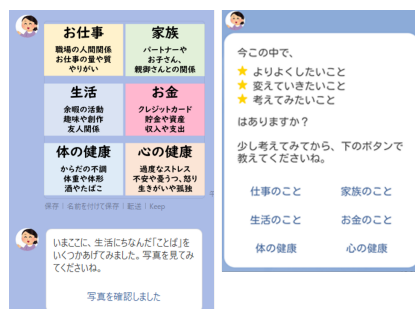 お仕事
職場の人間関係
お仕事の量や質
やりがい
家族
パートナーや
お子さん、
親御さんとの関係
生活
余暇の活動
趣味や創作
友人関係
お金
クレジットカード
貯金や資産
収入や支出
体の健康
からだの不調
体重や体形
酒やたばこ
心の健康
過度なストレス
不安や憂うつ、怒り
生きがいや孤独
保存 | 名前を付けて保存 | 転送 | Keep
いまここに、生活にちなんだ「ことば」を
いくつかあげてみました。写真を見てみ
てくださいね。
写真を確認しました
今この中で、
★ よりよくしたいこと
★ 変えていきたいこと
★ 考えてみたいこと
はありますか？
少し考えてみてから、下のボタンで
教えてくださいね。
仕事のこと
家族のこと
生活のこと
お金のこと
体の健康
心の健康